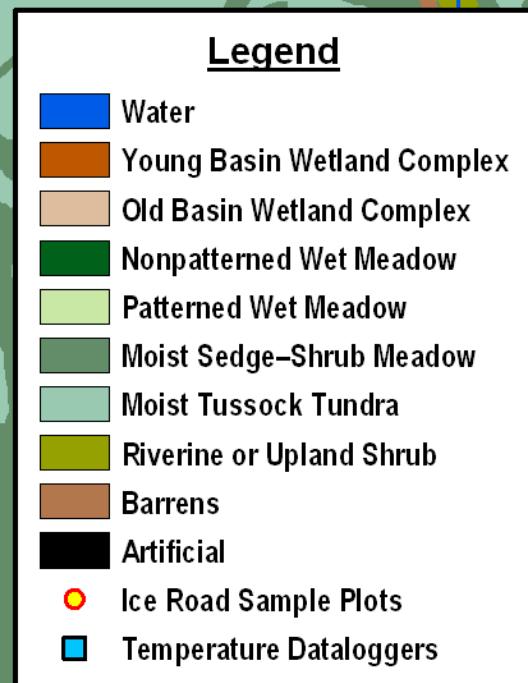 Legend
Water
Young Basin Wetland Complex
Old Basin Wetland Complex
Nonpatterned Wet Meadow
Patterned Wet Meadow
Moist Sedge–Shrub Meadow
Moist Tussock Tundra
Riverine or Upland Shrub
Barrens
Artificial
Ice Road Sample Plots
Temperature Dataloggers